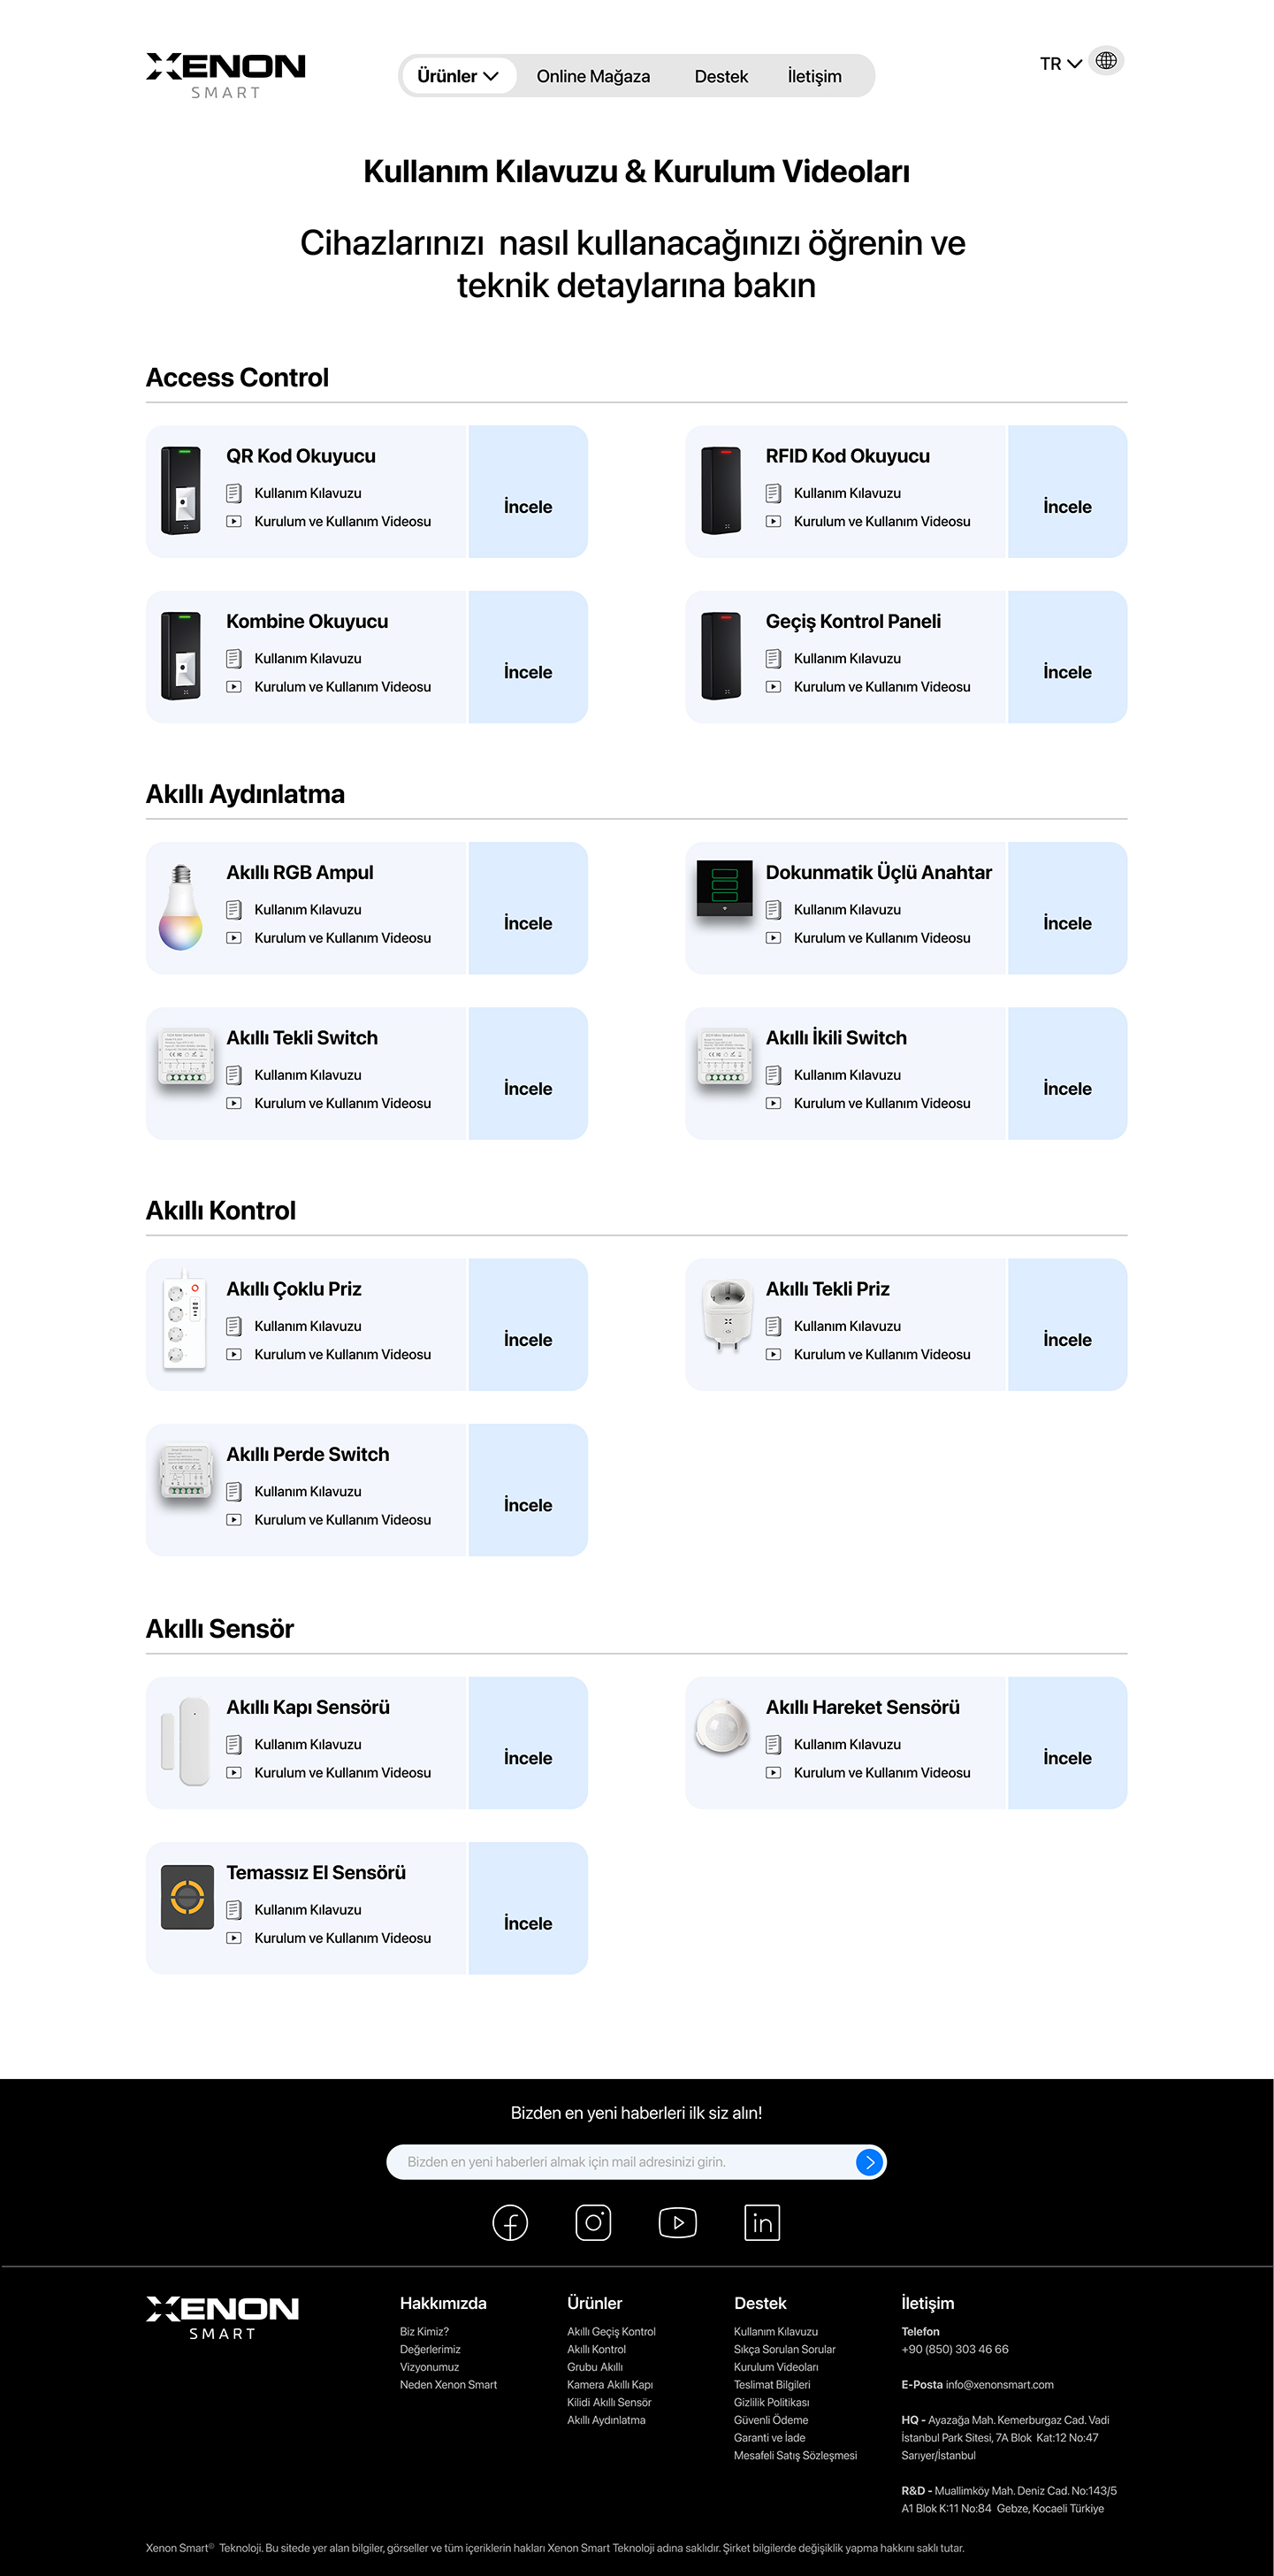 XENON
SMART
Ürünler
Online Mağaza
Destek
İletişim
TR
Kullanım Kılavuzu & Kurulum Videoları
Cihazlarınızı nasıl kullanacağınızı öğrenin ve
teknik detaylarına bakın
Access Control
QR Kod Okuyucu
Kullanım Kılavuzu
Kurulum ve Kullanım Videosu
İncele
RFID Kod Okuyucu
Kullanım Kılavuzu
Kurulum ve Kullanım Videosu
İncele
Kombine Okuyucu
Kullanım Kılavuzu
Kurulum ve Kullanım Videosu
İncele
Geçiş Kontrol Paneli
Kullanım Kılavuzu
Kurulum ve Kullanım Videosu
İncele
Akıllı Aydınlatma
Akıllı RGB Ampul
Kullanım Kılavuzu
Kurulum ve Kullanım Videosu
İncele
Dokunmatik Üçlü Anahtar
Kullanım Kılavuzu
Kurulum ve Kullanım Videosu
İncele
Akıllı Tekli Switch
Kullanım Kılavuzu
Kurulum ve Kullanım Videosu
İncele
Akıllı İkili Switch
Kullanım Kılavuzu
Kurulum ve Kullanım Videosu
İncele
Akıllı Kontrol
Akıllı Çoklu Priz
Kullanım Kılavuzu
Kurulum ve Kullanım Videosu
İncele
Akıllı Tekli Priz
Kullanım Kılavuzu
Kurulum ve Kullanım Videosu
İncele
Akıllı Perde Switch
Kullanım Kılavuzu
Kurulum ve Kullanım Videosu
İncele
Akıllı Sensör
Akıllı Kapı Sensörü
Kullanım Kılavuzu
Kurulum ve Kullanım Videosu
İncele
Akıllı Hareket Sensörü
Kullanım Kılavuzu
Kurulum ve Kullanım Videosu
İncele
Temassız El Sensörü
Kullanım Kılavuzu
Kurulum ve Kullanım Videosu
İncele
Bizden en yeni haberleri ilk siz alın!
Bizden en yeni haberleri almak için mail adresinizi girin.
in
XENON
SMART
Hakkımızda
Biz Kimiz?
Değerlerimiz
Vizyonumuz
Neden Xenon Smart
Ürünler
Akıllı Geçiş Kontrol
Akıllı Kontrol
Grubu Akıllı
Kamera Akıllı Kapı
Kilidi Akıllı Sensör
Akıllı Aydınlatma
Destek
Kullanım Kılavuzu
Sıkça Sorulan Sorular
Kurulum Videoları
Teslimat Bilgileri
Gizlilik Politikası
Güvenli Ödeme
Garanti ve İade
Mesafeli Satış Sözleşmesi
İletişim
Telefon
+90 (850) 303 46 66
E-Posta info@xenonsmart.com
HQ - Ayazağa Mah. Kemerburgaz Cad. Vadi
İstanbul Park Sitesi, 7A Blok Kat:12 No:47
Sarıyer/İstanbul
R&D - Muallimköy Mah. Deniz Cad. No:143/5
A1 Blok K:11 No:84 Gebze, Kocaeli Türkiye
Xenon Smart® Teknoloji. Bu sitede yer alan bilgiler, görseller ve tüm içeriklerin hakları Xenon Smart Teknoloji adına saklıdır. Şirket bilgilerde değişiklik yapma hakkını saklı tutar.